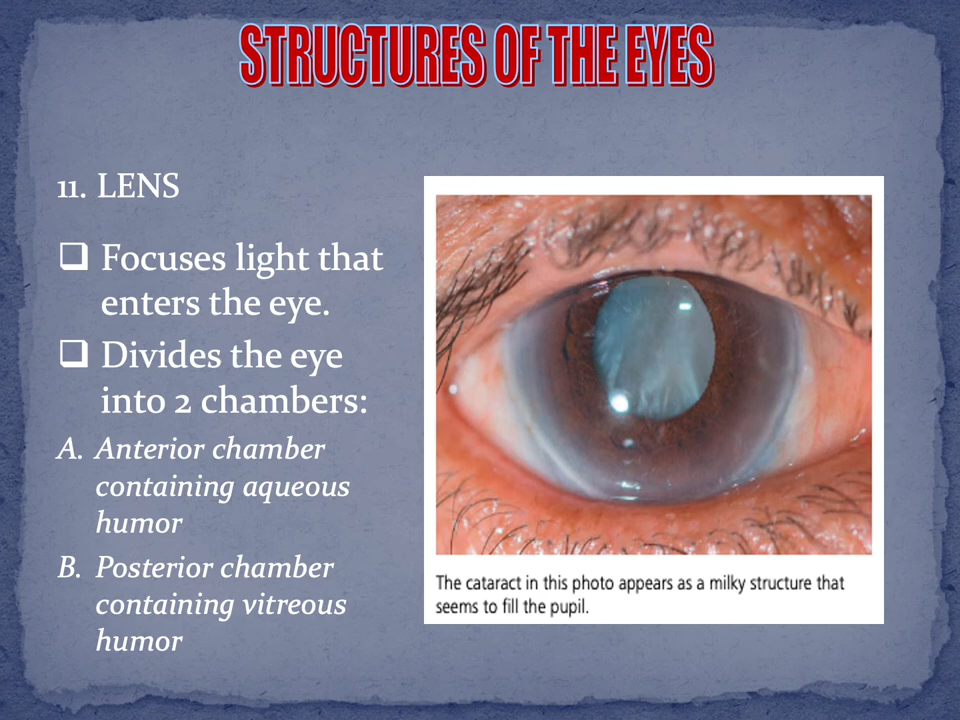 STRUCTURES OF THE EYES
11. LENS
❑ Focuses light that
enters the eye.
❑ Divides the eye
into 2 chambers:
A. Anterior chamber
containing aqueous
humor
B. Posterior chamber
containing vitreous
humor
The cataract in this photo appears as a milky structure that
seems to fill the pupil.